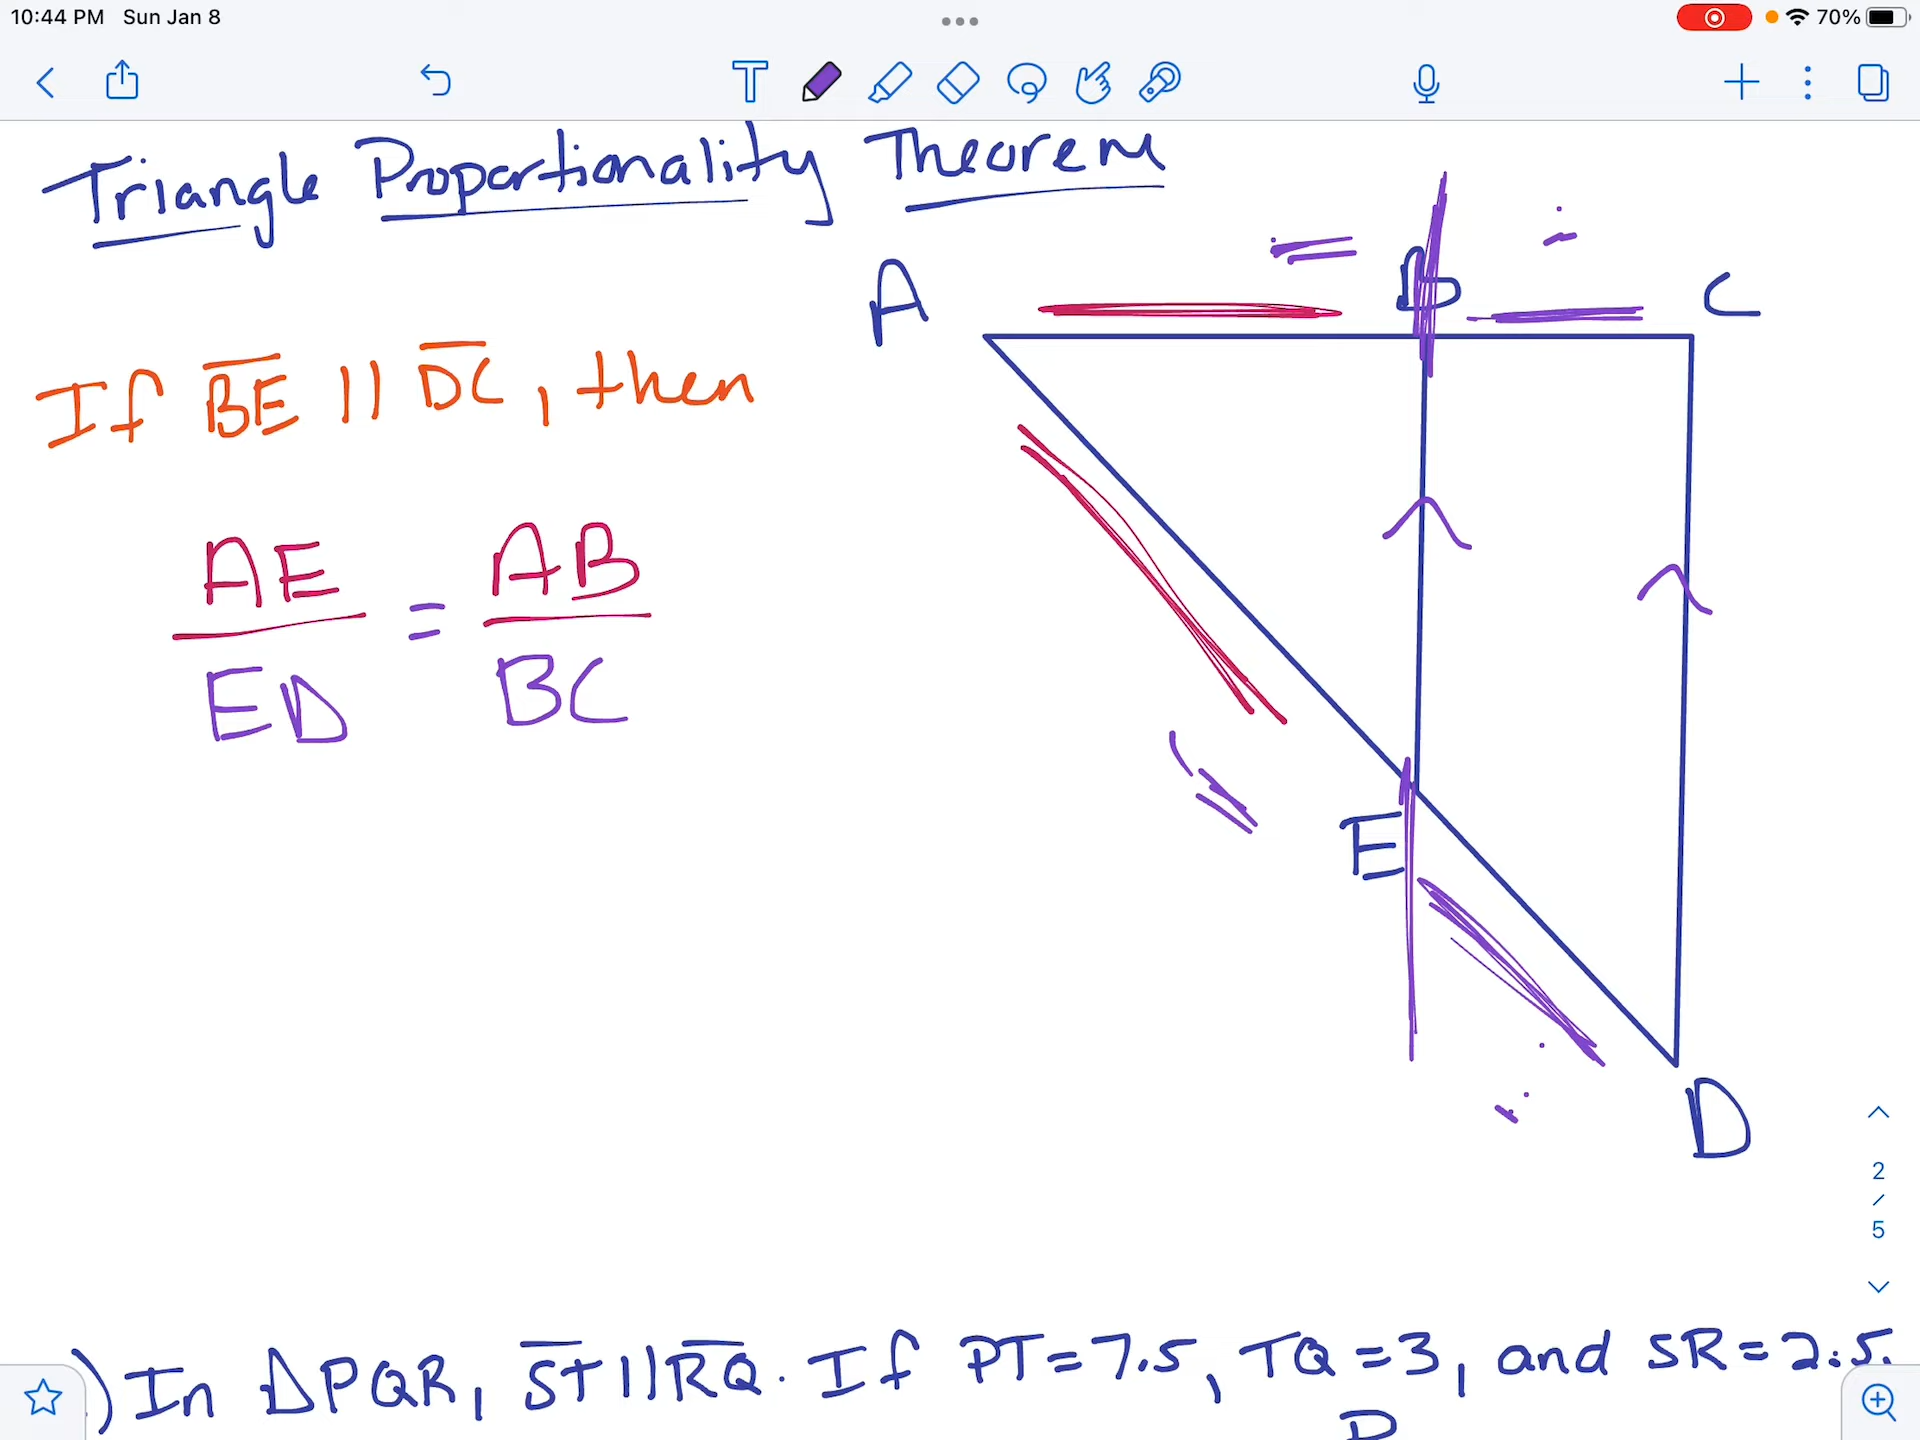 10:44 PM Sun Jan 8
70%
T
Triangle Proportionality Theorem
A
B
C
If BE || DC, then
AE = AB
ED BC
E
D
2
/
5
) In ΔPQR, ST || RQ. If PT = 7.5, TQ = 3, and SR = 2.5.
P